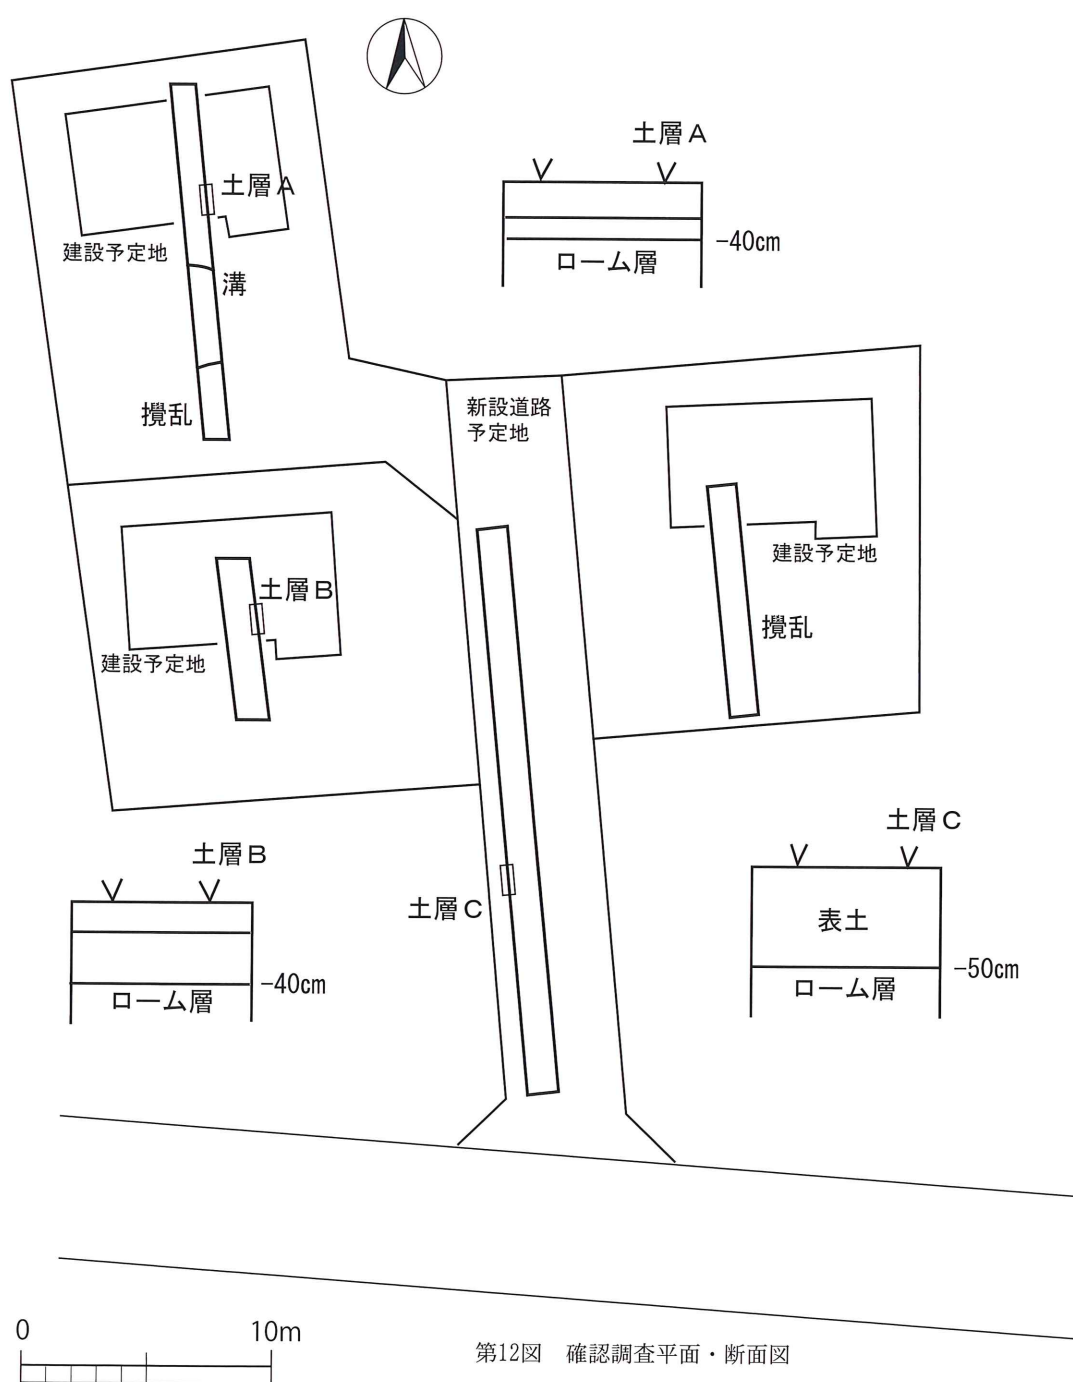 土層A
土層A
建設予定地
-40cm
ローム層
溝
新設道路
予定地
攪乱
建設予定地
土層B
攪乱
建設予定地
土層C
土層B
土層C
表土
-50cm
-40cm
ローム層
ローム層
0 10m
第12図 確認調査平面・断面図